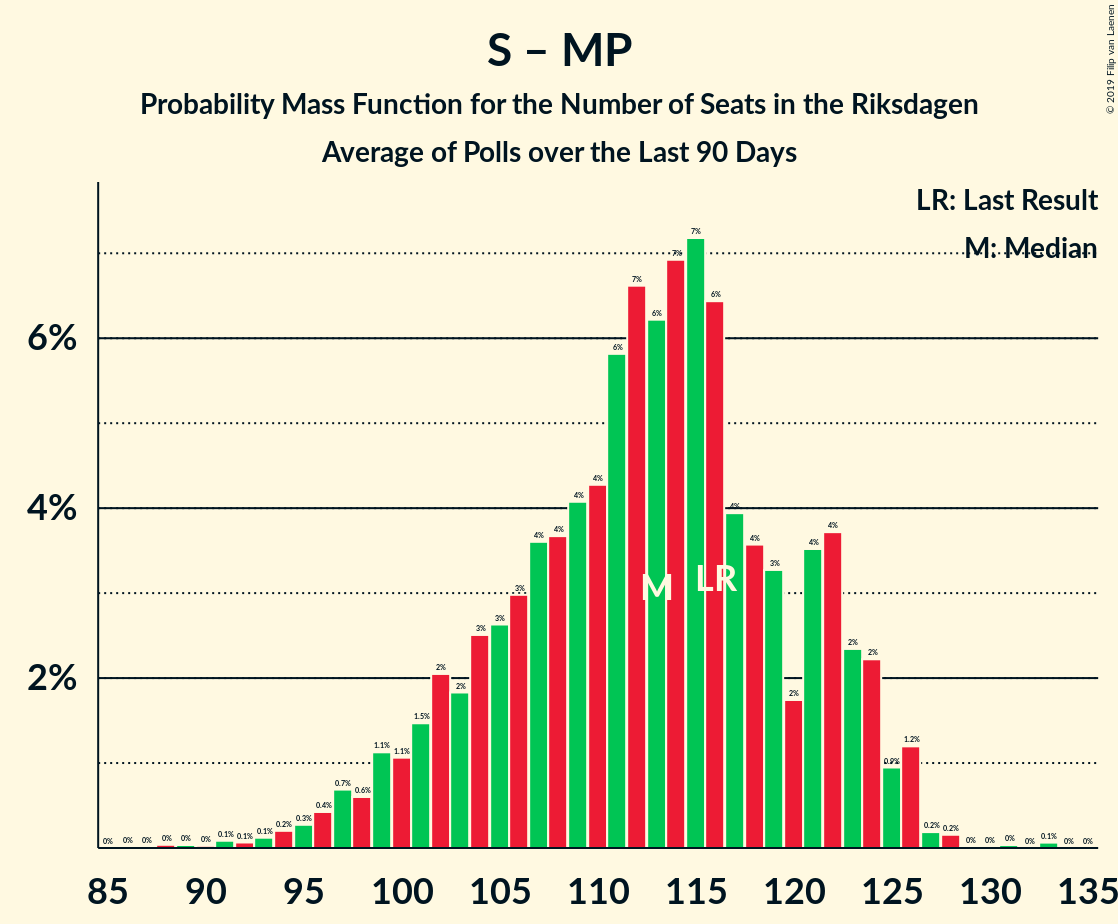 S – MP
Probability Mass Function for the Number of Seats in the Riksdagen
Average of Polls over the Last 90 Days
© 2019 Filip van Laenen
LR: Last Result
M: Median
6%
4%
2%
0% 0% 0% 0% 0% 0% 0.1% 0.1% 0.1% 0.2% 0.3% 0.4% 0.7% 0.6% 1.1% 1.1% 1.5% 2% 2% 3% 3% 3% 4% 4% 4% 4% 6% 7% 6% 7% 7% 6% 4% 4% 3% 2% 4% 4% 2% 2% 0.9% 1.2% 0.2% 0.2% 0% 0% 0% 0% 0.1% 0% 0%
M LR
85 90 95 100 105 110 115 120 125 130 135